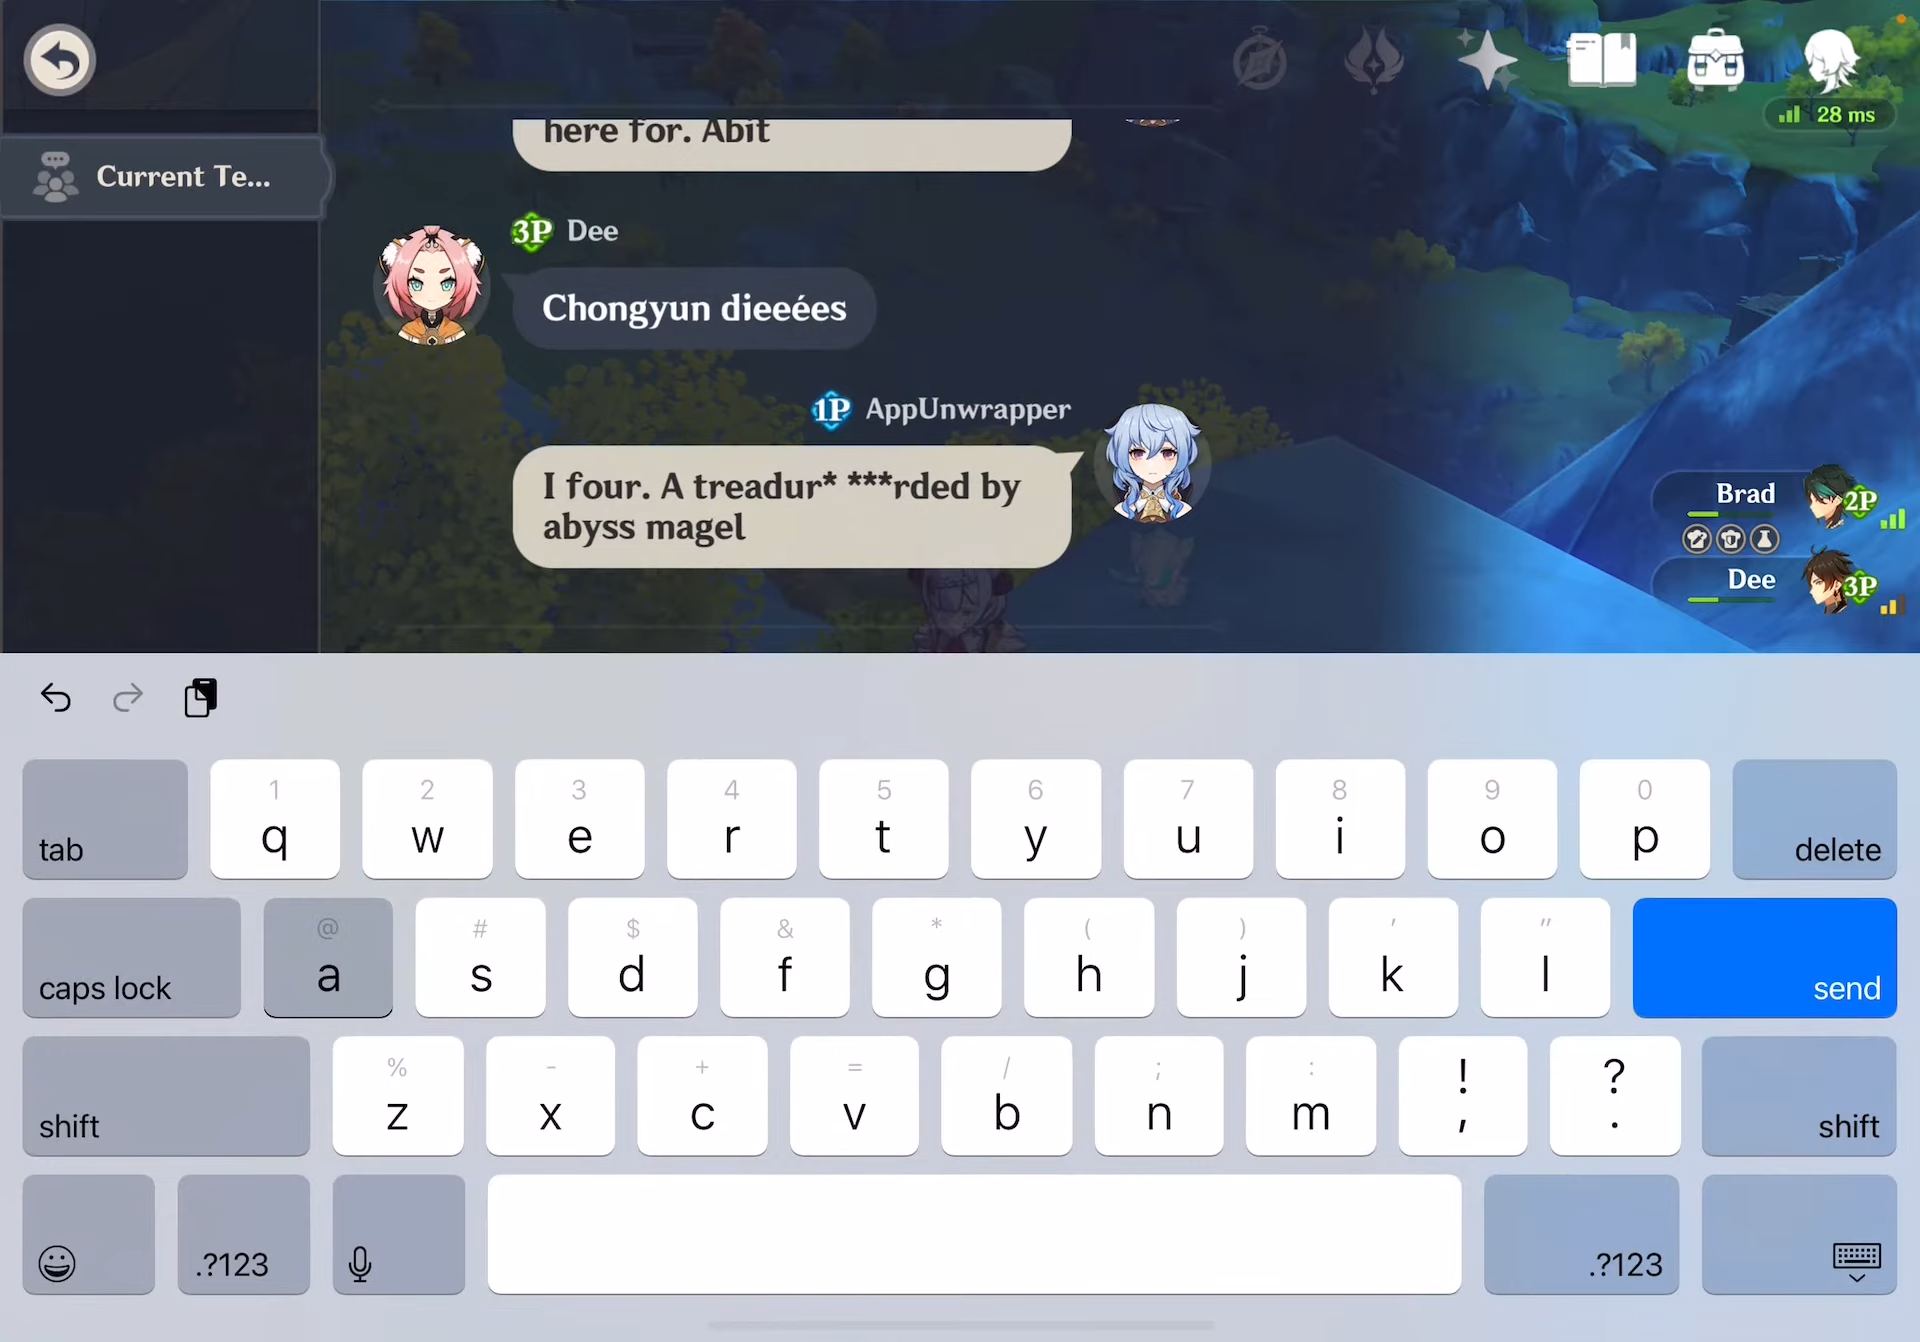 28 ms
Current Te...
here for. Abit
3P Dee
Chongyun dieeées
1P AppUnwrapper
I four. A treadur* ***rded by
abyss magel
Brad 2P
Dee 3P
tab
1 2 3 4 5 6 7 8 9 0
q w e r t y u i o p
delete
caps lock
@ # $ & * ( ) ' "
a s d f g h j k l
send
shift
% - + = / ; : ! ?
z x c v b n m , .
shift
.?123
.?123